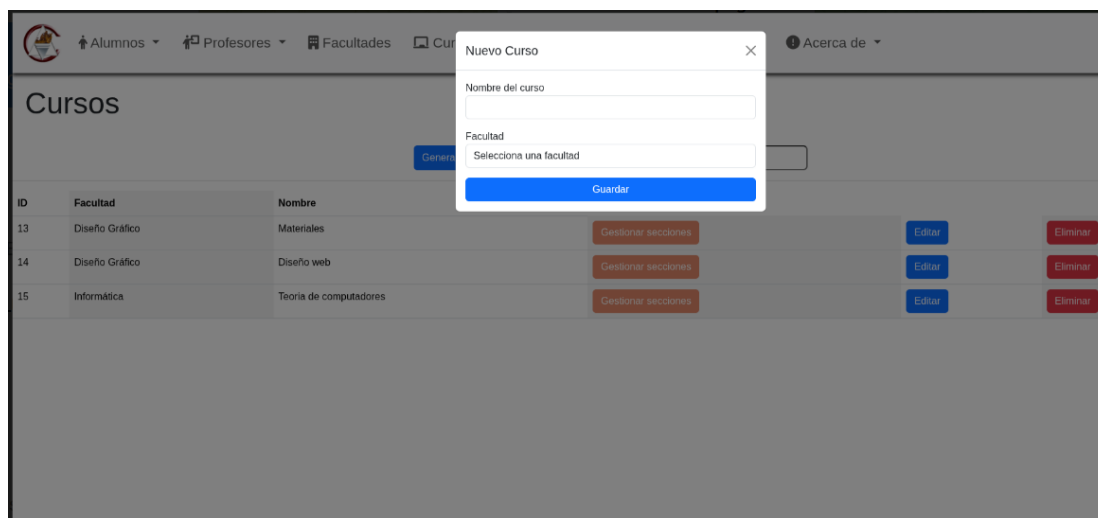 Alumnos Profesores Facultades Cur Acerca de
Nuevo Curso
Nombre del curso
Cursos
Facultad
Selecciona una facultad
Genera
Guardar
ID Facultad Nombre
13 Diseño Gráfico Materiales Gestionar secciones Editar Eliminar
14 Diseño Gráfico Diseño web Gestionar secciones Editar Eliminar
15 Informática Teoria de computadores Gestionar secciones Editar Eliminar